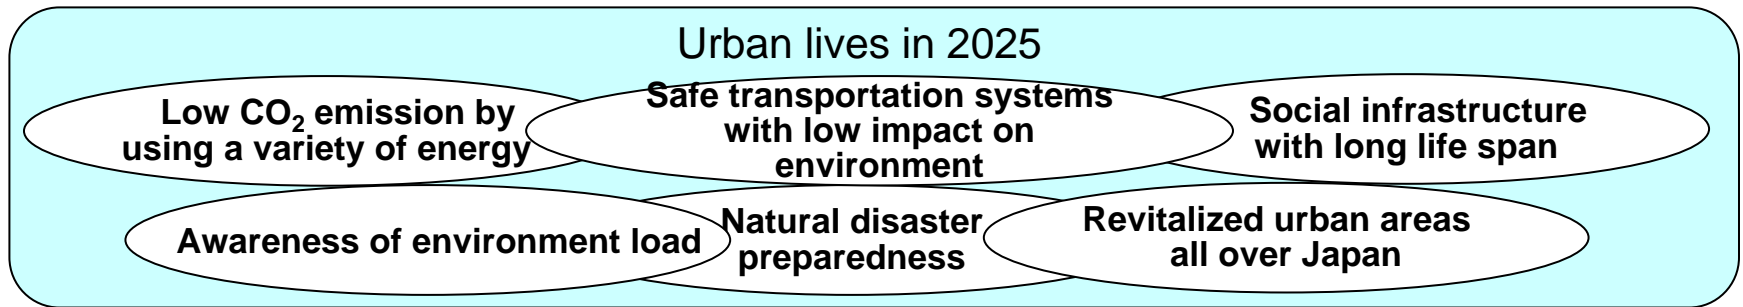 Urban lives in 2025
Low CO₂ emission by
using a variety of energy
Safe transportation systems
with low impact on
environment
Social infrastructure
with long life span
Awareness of environment load
Natural disaster
preparedness
Revitalized urban areas
all over Japan